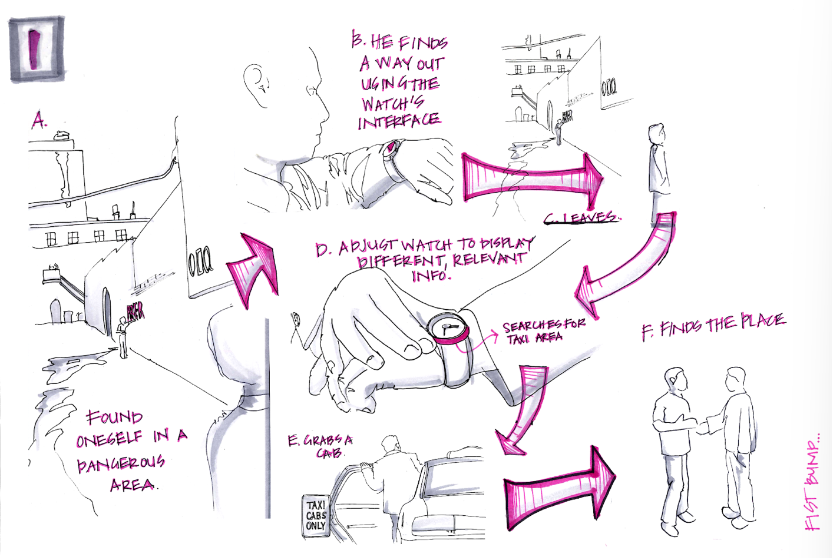 1
A.
FOUND
ONESELF IN A
DANGEROUS
AREA.
B. HE FINDS
A WAY OUT
USING THE
WATCH'S
INTERFACE
C. LEAVES..
D. ADJUST WATCH TO DISPLAY
DIFFERENT, RELEVANT
INFO.
SEARCHES FOR
TAXI AREA
E. GRABS A
CAB.
TAXI
CABS
ONLY
F. FINDS THE PLACE
FIST BUMP...